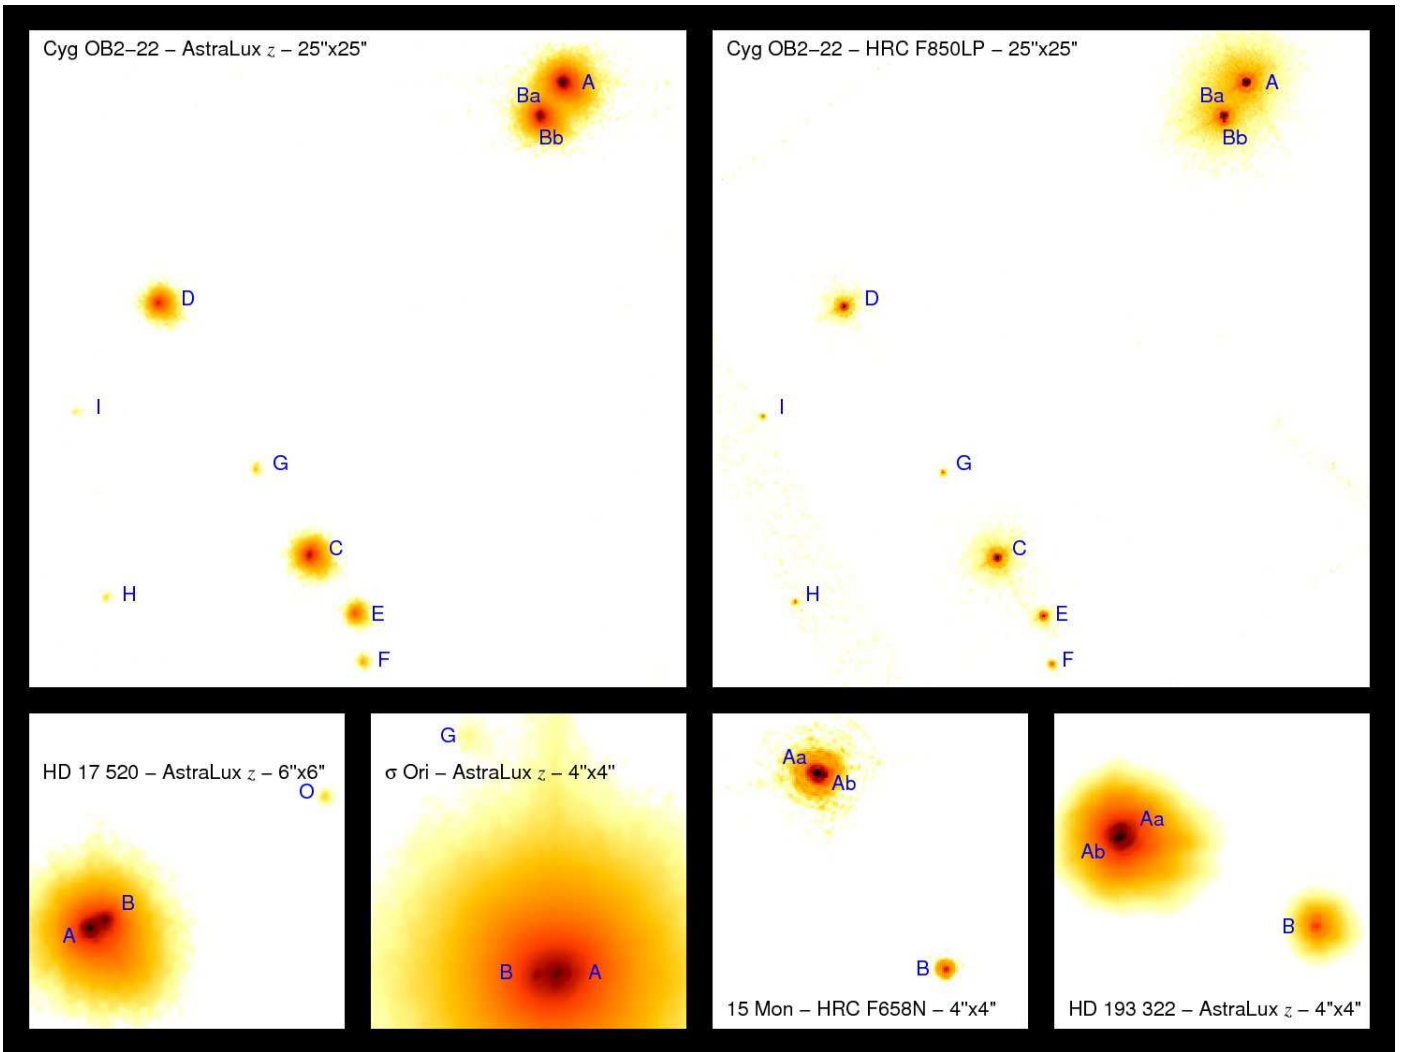 Cyg OB2−22 − AstraLux z − 25"x25"
A
Ba
Bb
D
I
G
C
H
E
F
Cyg OB2−22 − HRC F850LP − 25"x25"
A
Ba
Bb
D
I
G
C
H
E
F
HD 17 520 − AstraLux z − 6"x6"
O
B
A
G
σ Ori − AstraLux z − 4"x4"
B A
Aa
Ab
B
15 Mon − HRC F658N − 4"x4"
Aa
Ab
B
HD 193 322 − AstraLux z − 4"x4"